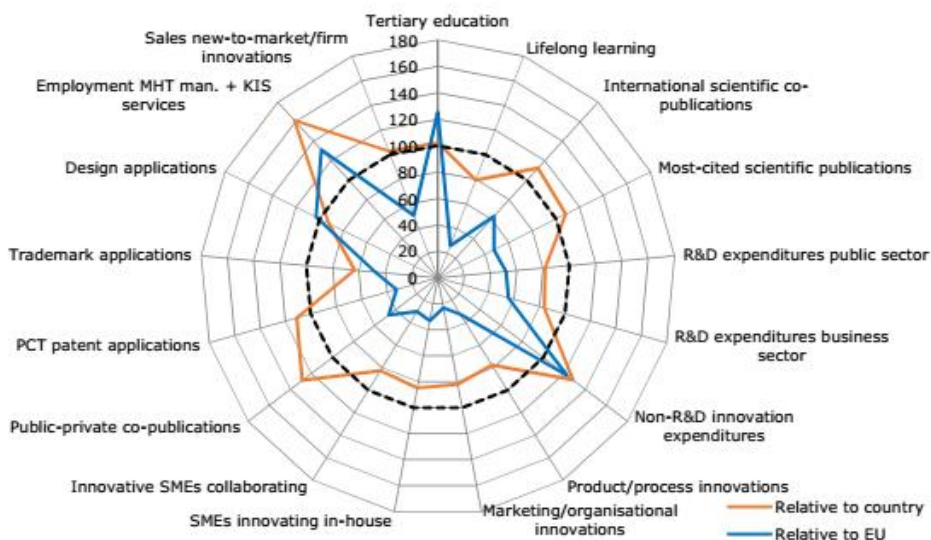 Tertiary education
Sales new-to-market/firm
innovations
Lifelong learning
Employment MHT man. + KIS
services
International scientific co-
publications
Design applications
Most-cited scientific publications
Trademark applications
R&D expenditures public sector
PCT patent applications
R&D expenditures business
sector
Public-private co-publications
Non-R&D innovation
expenditures
Innovative SMEs collaborating
Product/process innovations
SMEs innovating in-house
Marketing/organisational
innovations
180
160
140
120
100
80
60
40
20
0
Relative to country
Relative to EU